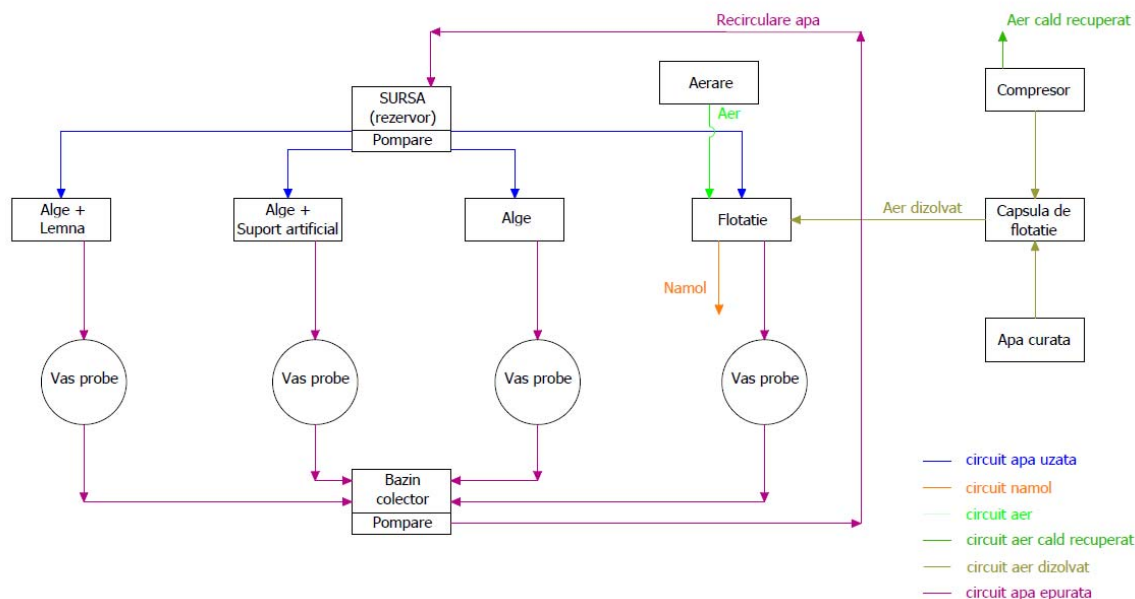 Recirculare apa
Aer cald recuperat
SURSA
(rezervor)
Pompare
Aerare
Aer
Compresor
Alge +
Lemna
Alge +
Suport artificial
Alge
Flotatie
Aer dizolvat
Capsula de
flotatie
Namol
Apa curata
Vas probe
Vas probe
Vas probe
Vas probe
Bazin
colector
Pompare
circuit apa uzata
circuit namol
circuit aer
circuit aer cald recuperat
circuit aer dizolvat
circuit apa epurata